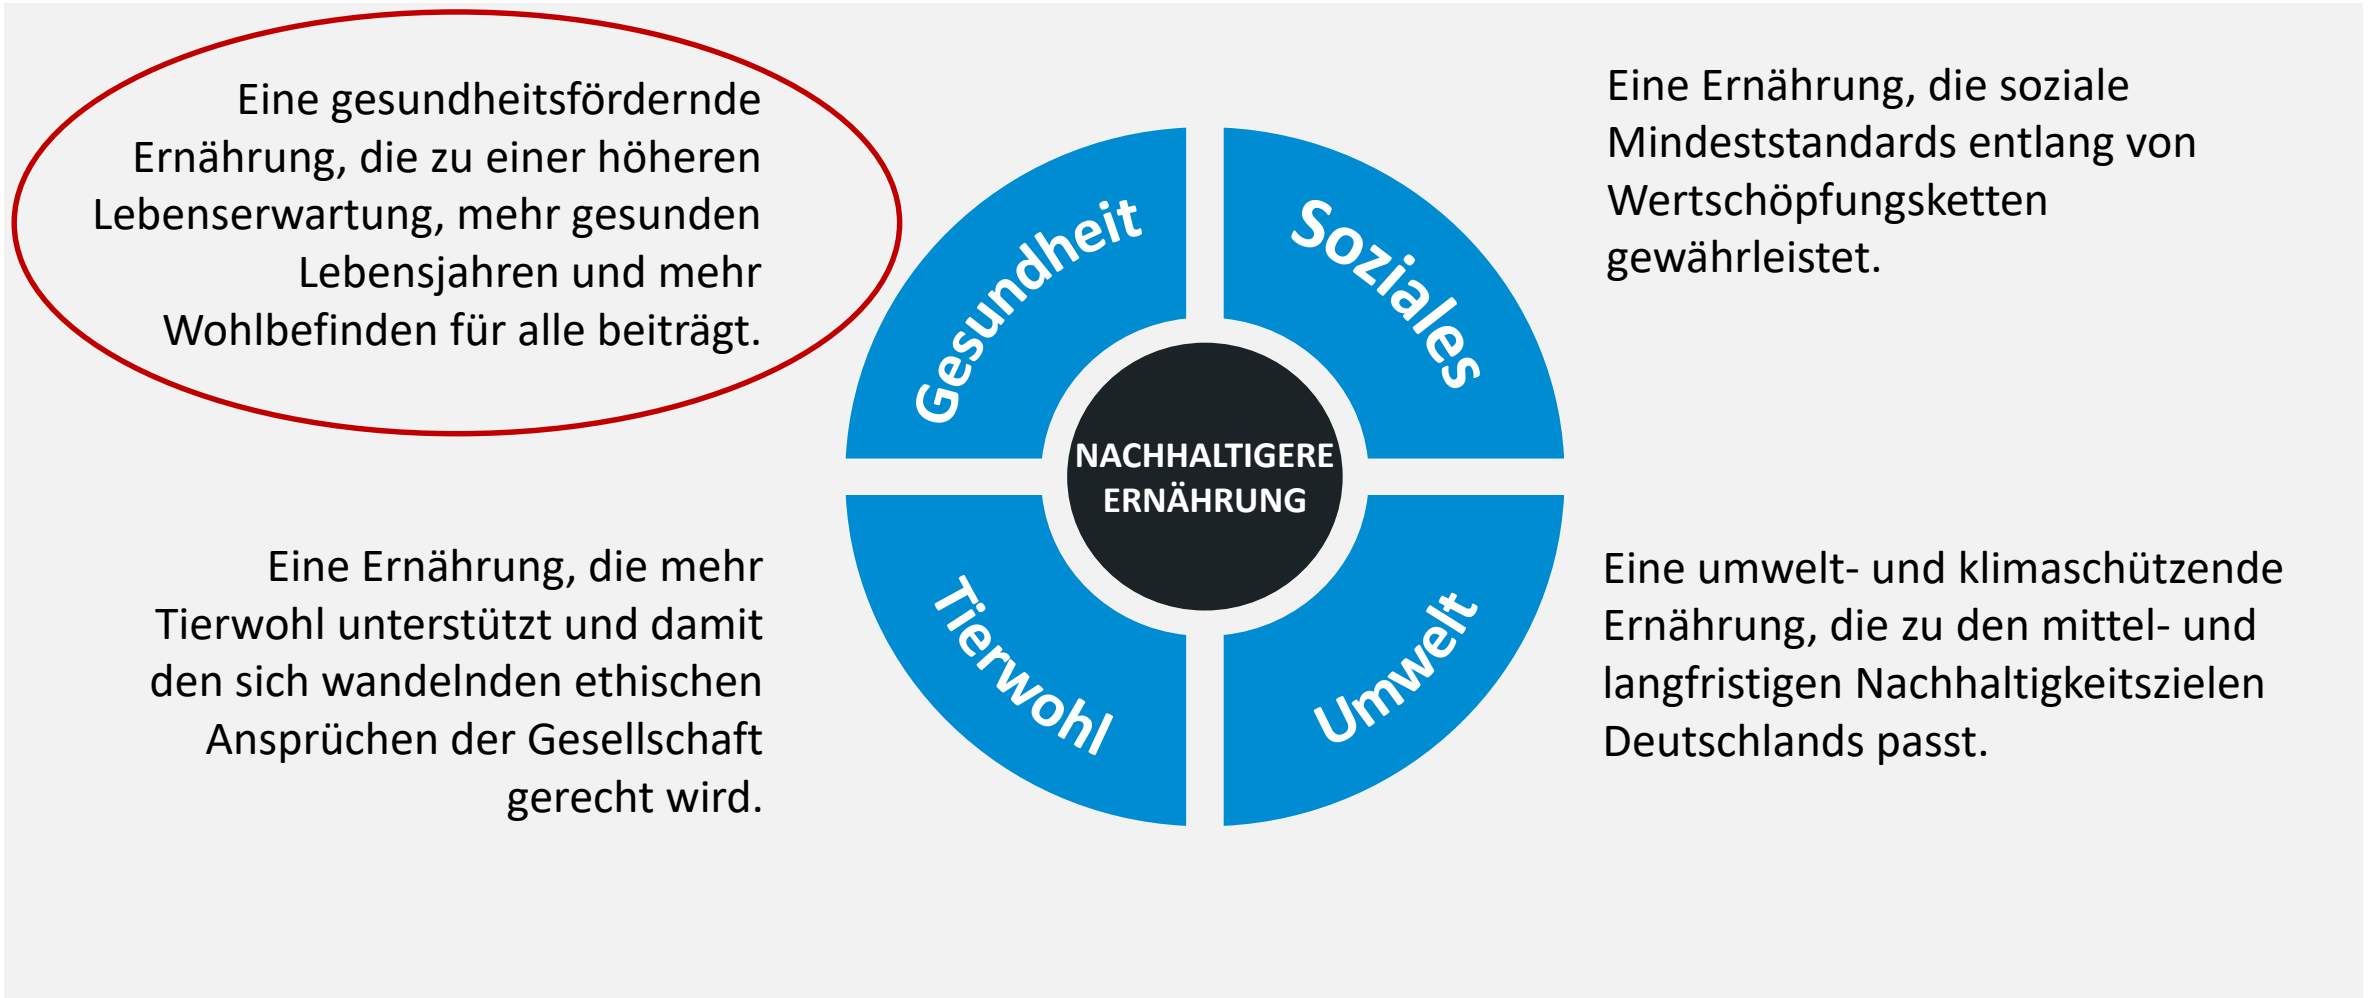 Eine gesundheitsfördernde
Ernährung, die zu einer höheren
Lebenserwartung, mehr gesunden
Lebensjahren und mehr
Wohlbefinden für alle beiträgt.
Eine Ernährung, die soziale
Mindeststandards entlang von
Wertschöpfungsketten
gewährleistet.
Gesundheit
Soziales
NACHHALTIGERE
ERNÄHRUNG
Tierwohl
Umwelt
Eine Ernährung, die mehr
Tierwohl unterstützt und damit
den sich wandelnden ethischen
Ansprüchen der Gesellschaft
gerecht wird.
Eine umwelt- und klimaschützende
Ernährung, die zu den mittel- und
langfristigen Nachhaltigkeitszielen
Deutschlands passt.